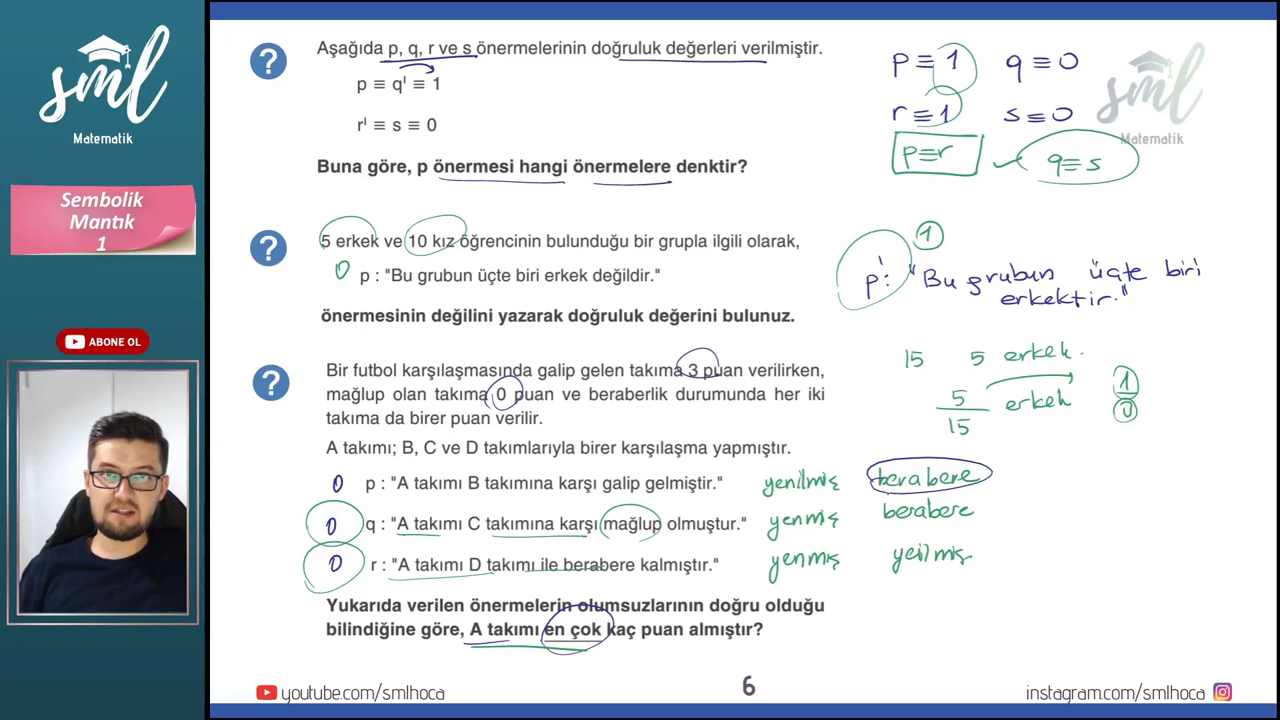 sml
Matematik
Sembolik
Mantık
1
ABONE OL
Aşağıda p, q, r ve s önermelerinin doğruluk değerleri verilmiştir.
p ≡ q' ≡ 1
r' ≡ s ≡ 0
Buna göre, p önermesi hangi önermelere denktir?
p ≡ 1 q ≡ 0
r ≡ 1 s ≡ 0
p ≡ r q ≡ s
sml
Matematik
5 erkek ve 10 kız öğrencinin bulunduğu bir grupla ilgili olarak,
0 p : "Bu grubun üçte biri erkek değildir."
önermesinin değilini yazarak doğruluk değerini bulunuz.
1
p': "Bu grubun üçte biri
erkektir."
15 5 erkek.
5/15 erkek
1
0
Bir futbol karşılaşmasında galip gelen takıma 3 puan verilirken,
mağlup olan takıma 0 puan ve beraberlik durumunda her iki
takıma da birer puan verilir.
A takımı; B, C ve D takımlarıyla birer karşılaşma yapmıştır.
0 p : "A takımı B takımına karşı galip gelmiştir." yenilmiş berabere
0 q : "A takımı C takımına karşı mağlup olmuştur." yenmiş berabere
0 r : "A takımı D takımı ile berabere kalmıştır." yenmiş yenilmiş
Yukarıda verilen önermelerin olumsuzlarının doğru olduğu
bilindiğine göre, A takımı en çok kaç puan almıştır?
youtube.com/smlhoca
6
instagram.com/smlhoca